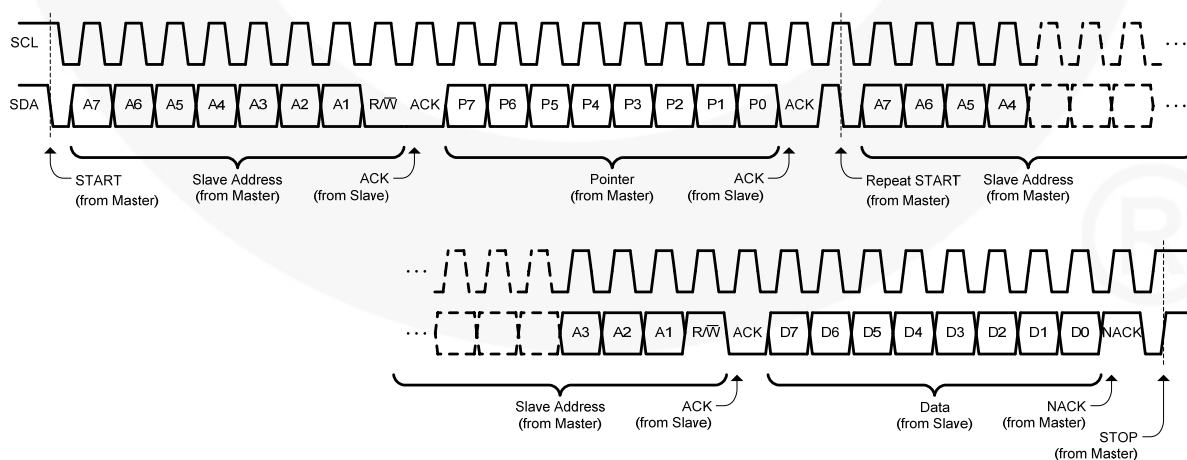 SCL
SDA A7 A6 A5 A4 A3 A2 A1 R/W̅ ACK P7 P6 P5 P4 P3 P2 P1 P0 ACK A7 A6 A5 A4 ...
START
(from Master)
Slave Address
(from Master)
ACK
(from Slave)
Pointer
(from Master)
ACK
(from Slave)
Repeat START
(from Master)
Slave Address
(from Master)
... A3 A2 A1 R/W̅ ACK D7 D6 D5 D4 D3 D2 D1 D0 NACK
Slave Address
(from Master)
ACK
(from Slave)
Data
(from Slave)
NACK
(from Master)
STOP
(from Master)
®